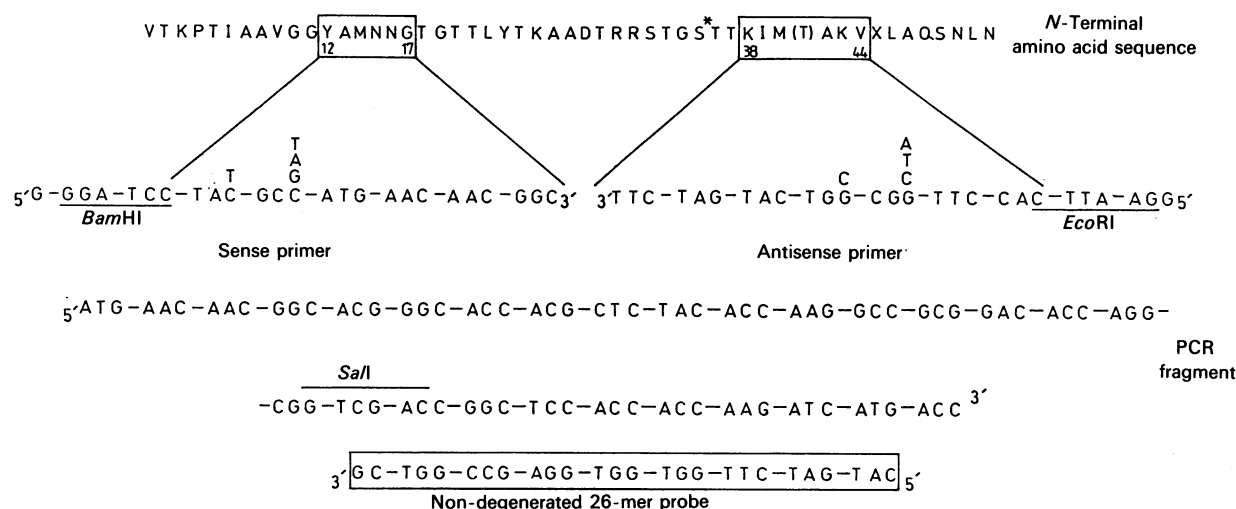 VTKPTIAAVGGYAMNNGTGTTLYTKAADTRRSTGS*TTKIM(T)AKVXLAQSNLN
N-Terminal
amino acid sequence
12 17 38 44
T
A
T G
5′G-GGA-TCC-TAC-GCC-ATG-AAC-AAC-GGC3′
BamHI
Sense primer
A
T
C C
3′TTC-TAG-TAC-TGG-CGG-TTC-CAC-TTA-AGG5′
EcoRI
Antisense primer
5′ATG-AAC-AAC-GGC-ACG-GGC-ACC-ACG-CTC-TAC-ACC-AAG-GCC-GCG-GAC-ACC-AGG-
PCR
fragment
SalI
-CGG-TCG-ACC-GGC-TCC-ACC-ACC-AAG-ATC-ATG-ACC3′
3′GC-TGG-CCG-AGG-TGG-TGG-TTC-TAG-TAC5′
Non-degenerated 26-mer probe